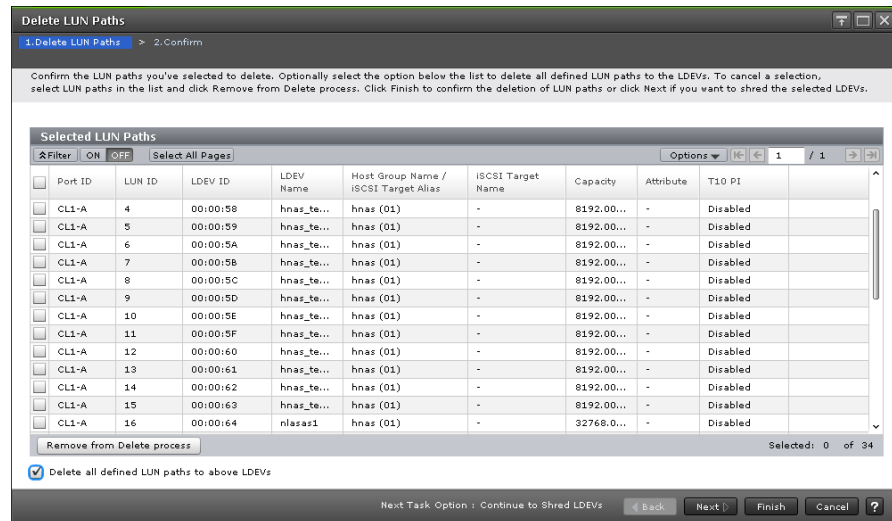 Delete LUN Paths
1.Delete LUN Paths > 2.Confirm
Confirm the LUN paths you've selected to delete. Optionally select the option below the list to delete all defined LUN paths to the LDEVs. To cancel a selection,
select LUN paths in the list and click Remove from Delete process. Click Finish to confirm the deletion of LUN paths or click Next if you want to shred the selected LDEVs.
Selected LUN Paths
Filter ON OFF Select All Pages Options 1 / 1
Port ID LUN ID LDEV ID LDEV Name Host Group Name / iSCSI Target Alias iSCSI Target Name Capacity Attribute T10 PI
CL1-A 4 00:00:58 hnas_te... hnas (01) - 8192.00... - Disabled
CL1-A 5 00:00:59 hnas_te... hnas (01) - 8192.00... - Disabled
CL1-A 6 00:00:5A hnas_te... hnas (01) - 8192.00... - Disabled
CL1-A 7 00:00:5B hnas_te... hnas (01) - 8192.00... - Disabled
CL1-A 8 00:00:5C hnas_te... hnas (01) - 8192.00... - Disabled
CL1-A 9 00:00:5D hnas_te... hnas (01) - 8192.00... - Disabled
CL1-A 10 00:00:5E hnas_te... hnas (01) - 8192.00... - Disabled
CL1-A 11 00:00:5F hnas_te... hnas (01) - 8192.00... - Disabled
CL1-A 12 00:00:60 hnas_te... hnas (01) - 8192.00... - Disabled
CL1-A 13 00:00:61 hnas_te... hnas (01) - 8192.00... - Disabled
CL1-A 14 00:00:62 hnas_te... hnas (01) - 8192.00... - Disabled
CL1-A 15 00:00:63 hnas_te... hnas (01) - 8192.00... - Disabled
CL1-A 16 00:00:64 nlasas1 hnas (01) - 32768.0... - Disabled
Remove from Delete process Selected: 0 of 34
Delete all defined LUN paths to above LDEVs
Next Task Option : Continue to Shred LDEVs Back Next Finish Cancel ?